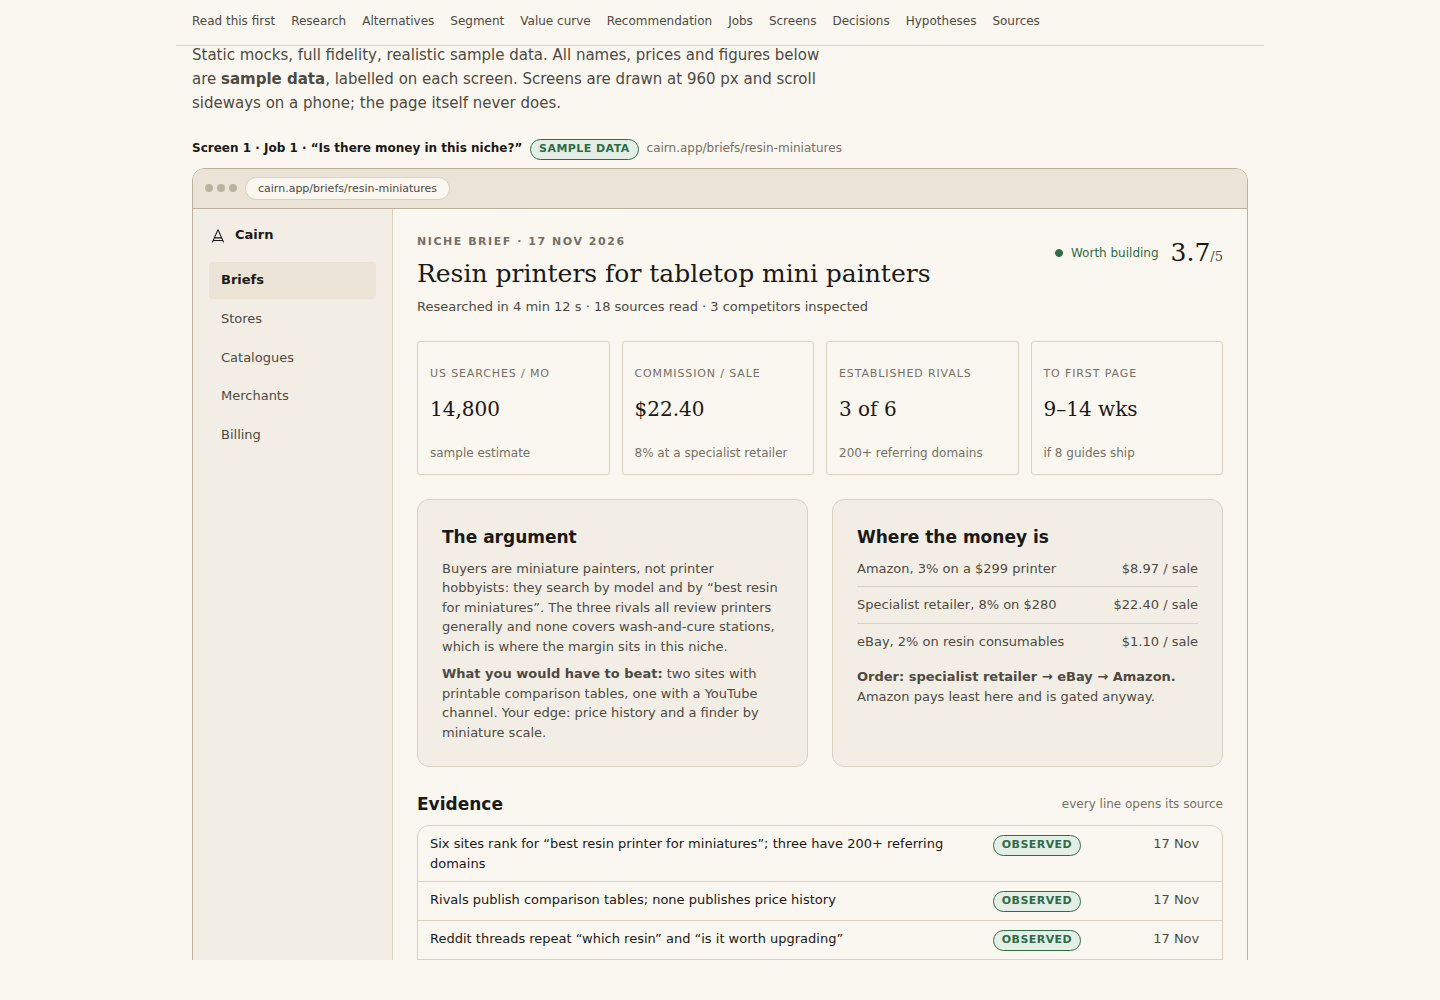 Read this first Research Alternatives Segment Value curve Recommendation Jobs Screens Decisions Hypotheses Sources
Static mocks, full fidelity, realistic sample data. All names, prices and figures below
are sample data, labelled on each screen. Screens are drawn at 960 px and scroll
sideways on a phone; the page itself never does.
Screen 1 · Job 1 · “Is there money in this niche?” SAMPLE DATA cairn.app/briefs/resin-miniatures
cairn.app/briefs/resin-miniatures
Cairn
Briefs
Stores
Catalogues
Merchants
Billing
NICHE BRIEF · 17 NOV 2026
Resin printers for tabletop mini painters
Researched in 4 min 12 s · 18 sources read · 3 competitors inspected
Worth building 3.7/5
US SEARCHES / MO
14,800
sample estimate
COMMISSION / SALE
$22.40
8% at a specialist retailer
ESTABLISHED RIVALS
3 of 6
200+ referring domains
TO FIRST PAGE
9–14 wks
if 8 guides ship
The argument
Buyers are miniature painters, not printer
hobbyists: they search by model and by “best resin
for miniatures”. The three rivals all review printers
generally and none covers wash-and-cure stations,
which is where the margin sits in this niche.
What you would have to beat: two sites with
printable comparison tables, one with a YouTube
channel. Your edge: price history and a finder by
miniature scale.
Where the money is
Amazon, 3% on a $299 printer $8.97 / sale
Specialist retailer, 8% on $280 $22.40 / sale
eBay, 2% on resin consumables $1.10 / sale
Order: specialist retailer → eBay → Amazon.
Amazon pays least here and is gated anyway.
Evidence every line opens its source
Six sites rank for “best resin printer for miniatures”; three have 200+ referring
domains
OBSERVED 17 Nov
Rivals publish comparison tables; none publishes price history OBSERVED 17 Nov
Reddit threads repeat “which resin” and “is it worth upgrading” OBSERVED 17 Nov